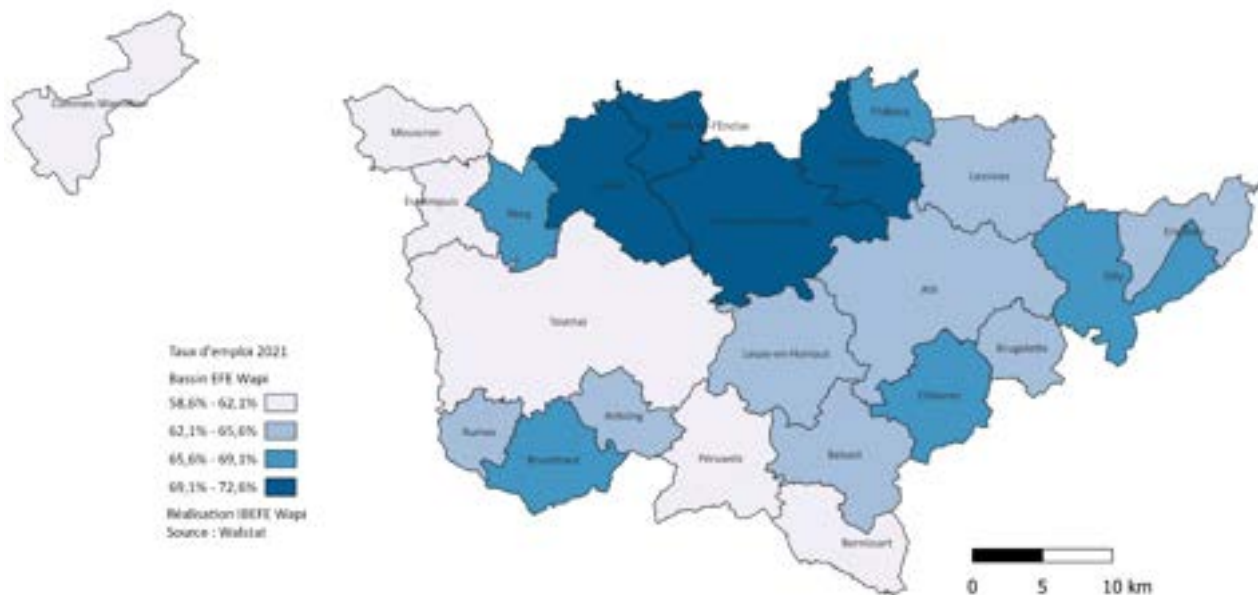 Mouscron
Pecq
Lessines
Ath
Silly
Tournai
Leuze-en-Hainaut
Brugelette
Chièvres
Antoing
Rumes
Brunehaut
Péruwelz
Beloeil
Bernissart
Taux d'emploi 2021
Bassin EFE Wapi
58,6% - 62,1%
62,1% - 65,6%
65,6% - 69,1%
69,1% - 72,6%
Réalisation IBEFE Wapi
Source : Walstat
0 5 10 km